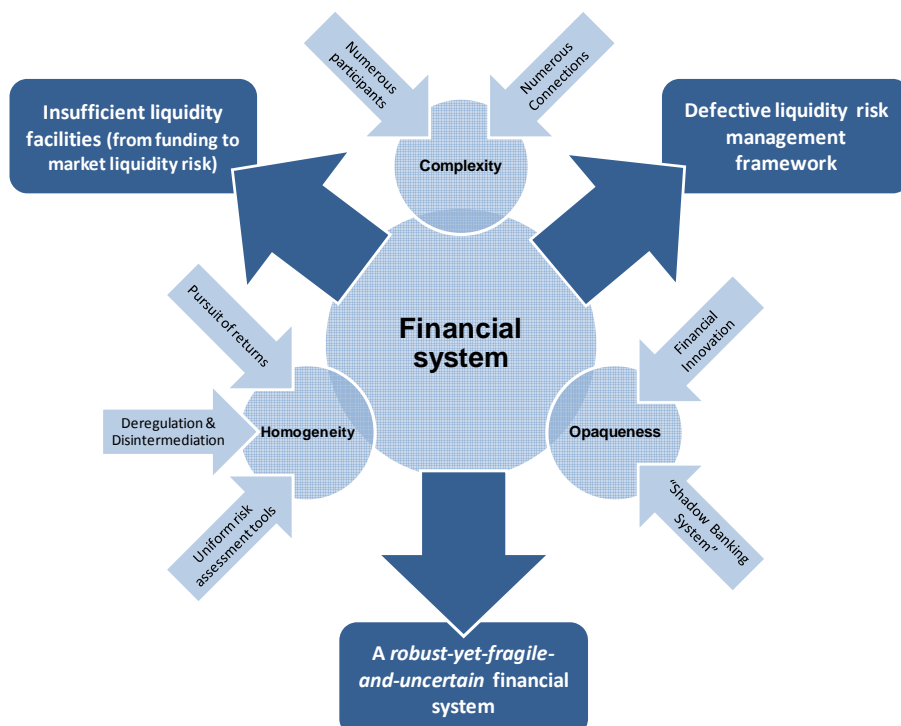 Numerous
participants
Numerous
Connections
Insufficient liquidity
facilities (from funding to
market liquidity risk)
Defective liquidity risk
management
framework
Complexity
Pursuit of returns
Financial
system
Financial
Innovation
Deregulation &
Disintermediation
Homogeneity
Opaqueness
Uniform risk
assessment tools
“Shadow Banking
System”
A robust-yet-fragile-
and-uncertain financial
system